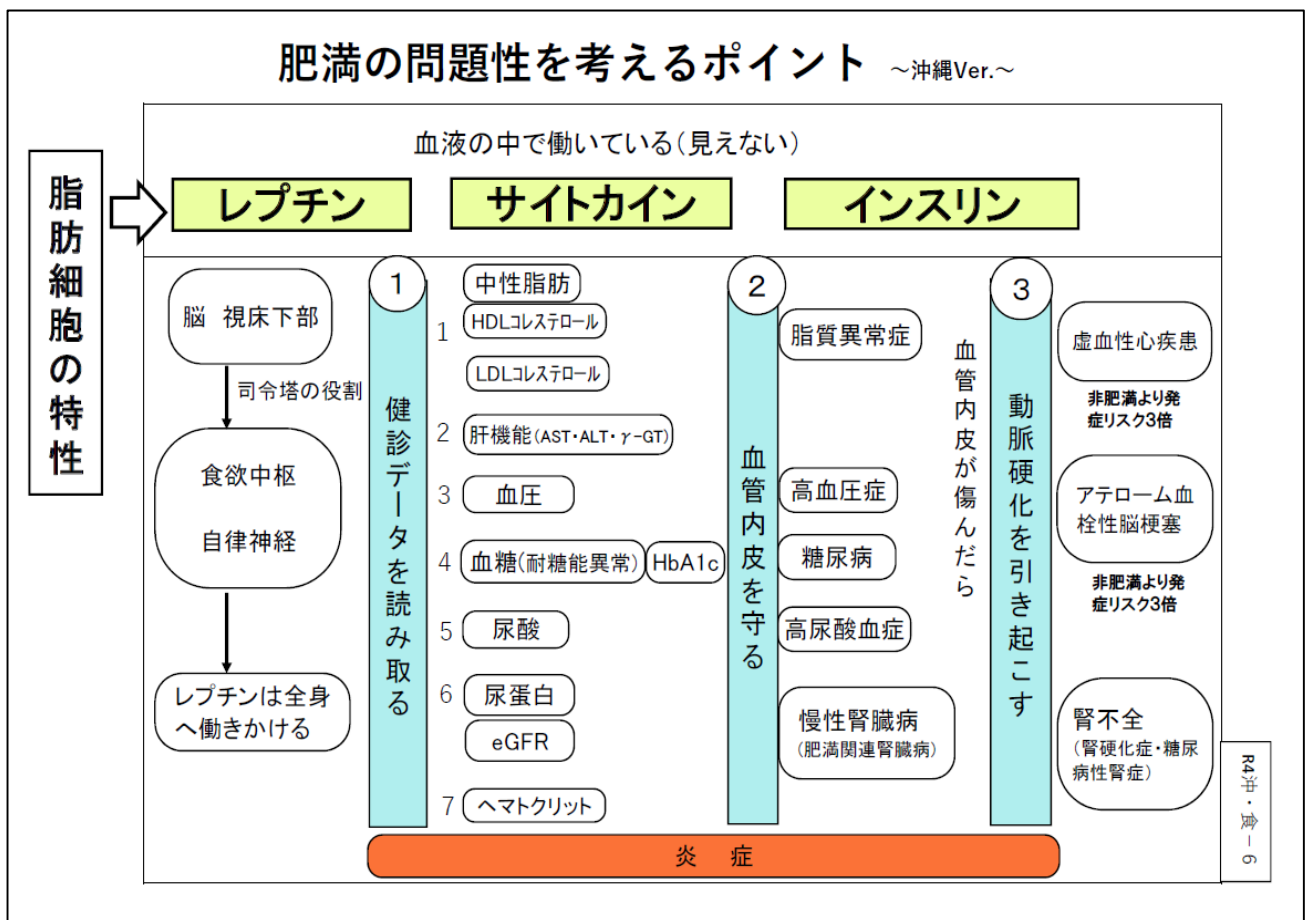 肥満の問題性を考えるポイント ～沖縄Ver.～
脂肪細胞の特性
血液の中で働いている(見えない)
レプチン
サイトカイン
インスリン
脳 視床下部
司令塔の役割
食欲中枢
自律神経
レプチンは全身
へ働きかける
1
健診データを読み取る
1
中性脂肪
HDLコレステロール
LDLコレステロール
2 肝機能(AST・ALT・γ-GT)
3 血圧
4 血糖(耐糖能異常) HbA1c
5 尿酸
6 尿蛋白
eGFR
7 ヘマトクリット
2
血管内皮を守る
脂質異常症
高血圧症
糖尿病
高尿酸血症
慢性腎臓病
(肥満関連腎臓病)
血管内皮が傷んだら
3
動脈硬化を引き起こす
虚血性心疾患
非肥満より発
症リスク3倍
アテローム血
栓性脳梗塞
非肥満より発
症リスク3倍
腎不全
(腎硬化症・糖尿
病性腎症)
炎 症
R4沖・食－6